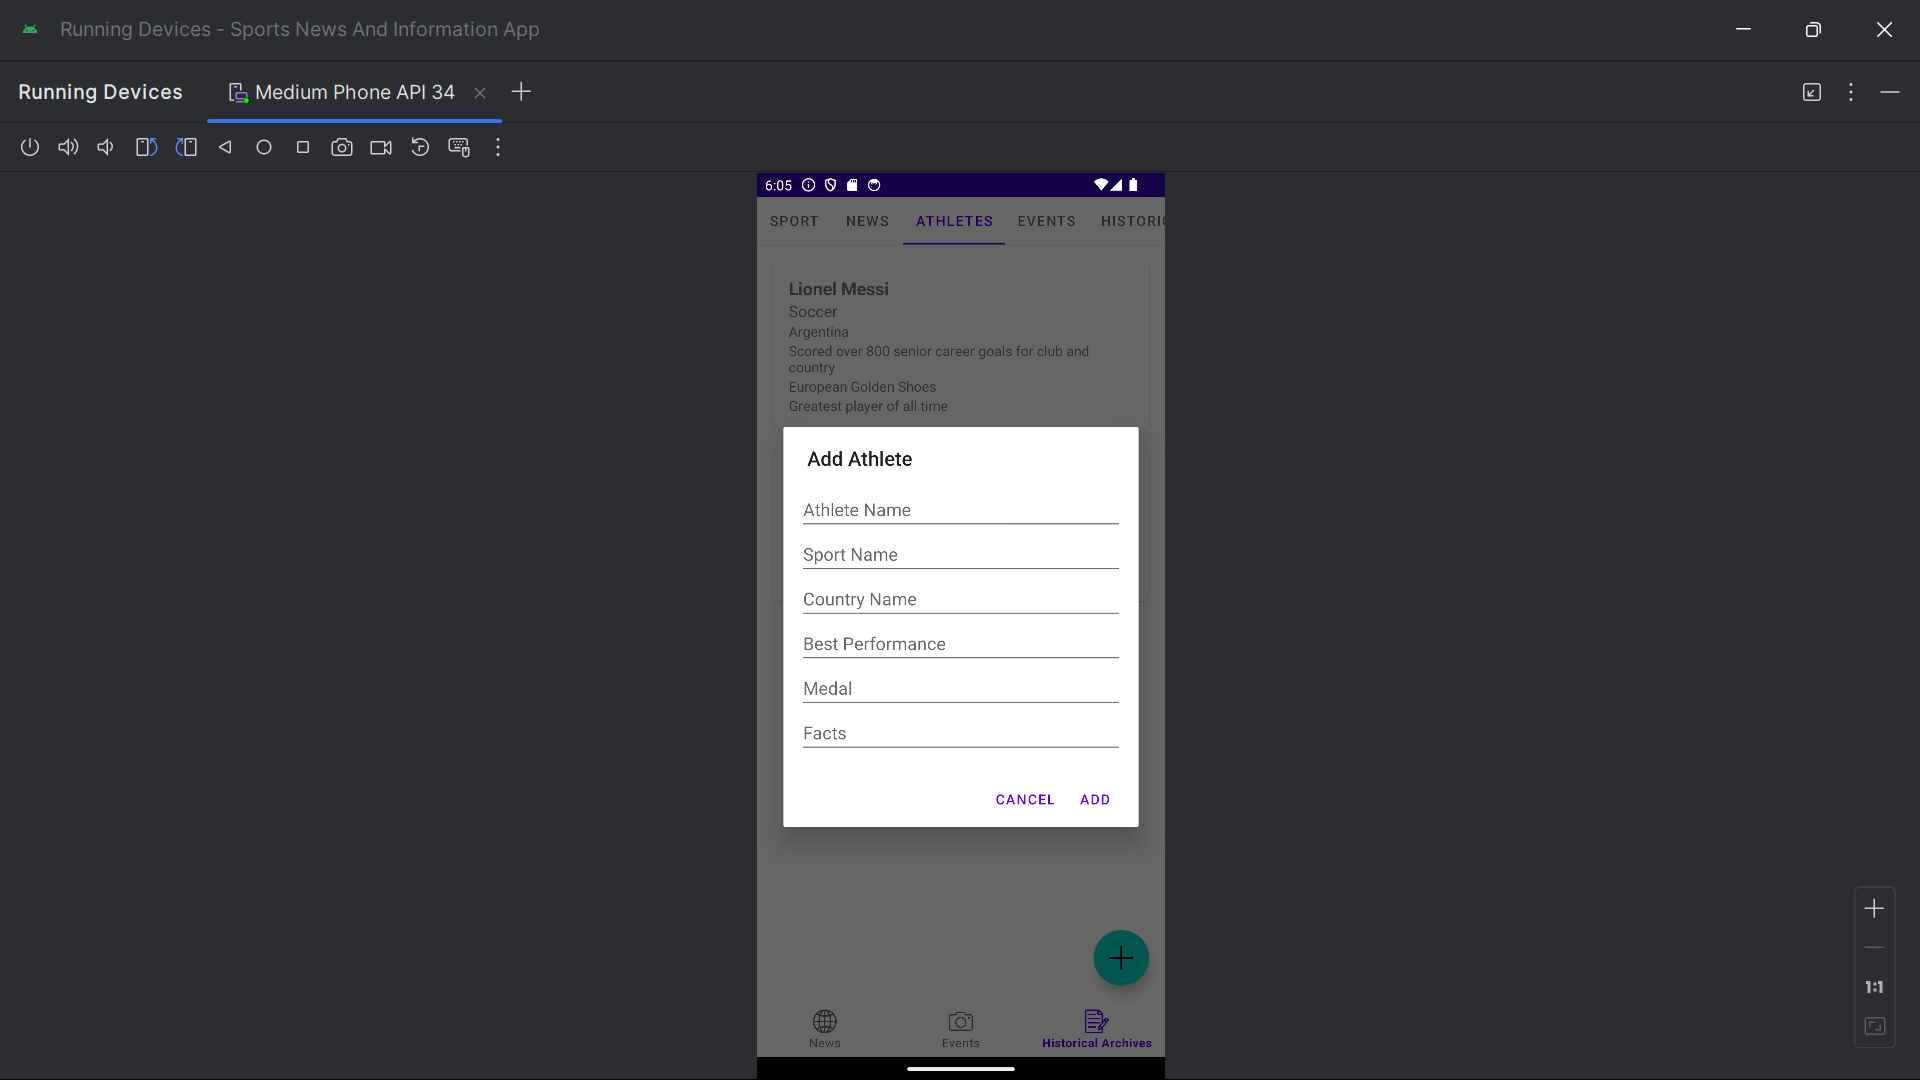 Running Devices - Sports News And Information App
Running Devices
Medium Phone API 34
6:05
SPORT NEWS ATHLETES EVENTS HISTORIC
Lionel Messi
Soccer
Argentina
Scored over 800 senior career goals for club and
country
European Golden Shoes
Greatest player of all time
Add Athlete
Athlete Name
Sport Name
Country Name
Best Performance
Medal
Facts
CANCEL ADD
1:1
News Events Historical Archives